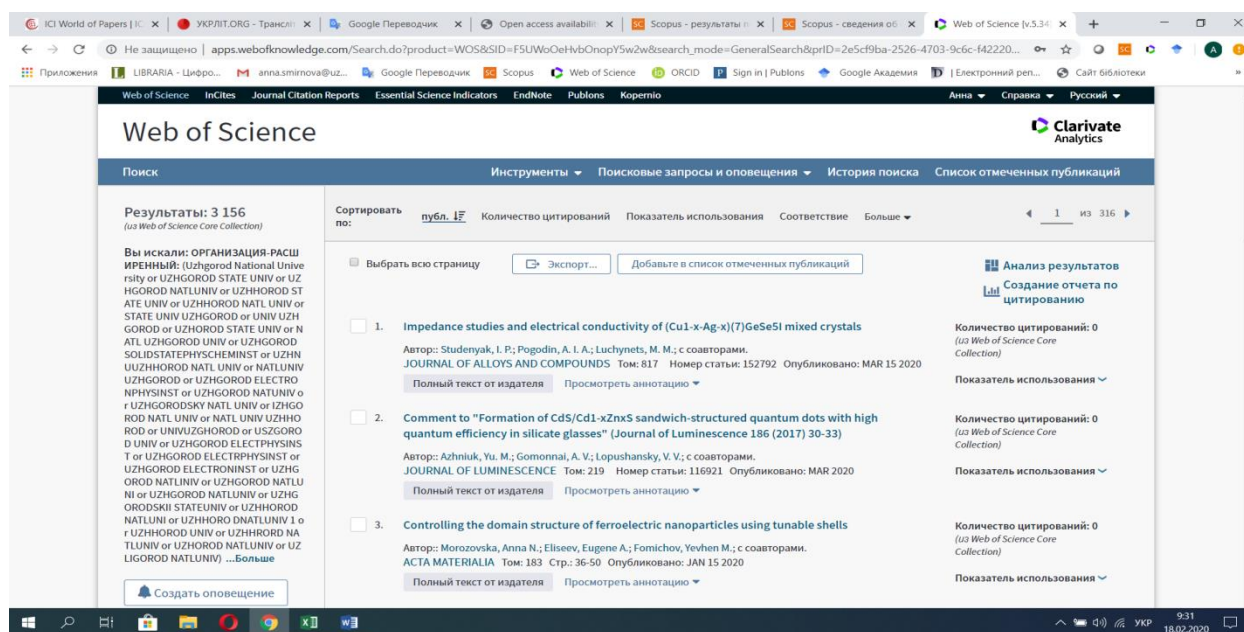 ICI World of Papers | IC
УКРЛІТ.ORG - Трансліт
Google Переводчик
Open access availabili
Scopus - результаты п
Scopus - сведения об
Web of Science [v.5.34
Не защищено | apps.webofknowledge.com/Search.do?product=WOS&SID=F5UWoOeHvbOnopY5w2w&search_mode=GeneralSearch&prID=2e5cf9ba-2526-4703-9c6c-f42220...
Приложения LIBRARIA - Цифро... anna.smirnova@uz... Google Переводчик Scopus Web of Science ORCID Sign in | Publons Google Академия | Електронний реп... Сайт бібліотеки
Web of Science InCites Journal Citation Reports Essential Science Indicators EndNote Publons Kopernio Анна Справка Русский
Web of Science
Clarivate
Analytics
Поиск Инструменты Поисковые запросы и оповещения История поиска Список отмеченных публикаций
Результаты: 3 156
(из Web of Science Core Collection)
Вы искали: ОРГАНИЗАЦИЯ-РАСШ
ИРЕННЫЙ: (Uzhgorod National Unive
rsity or UZHGOROD STATE UNIV or UZ
HGOROD NATLUNIV or UZHHOROD ST
ATE UNIV or UZHHOROD NATL UNIV or
STATE UNIV UZHGOROD or UNIV UZH
GOROD or UZHOROD STATE UNIV or N
ATL UZHGOROD UNIV or UZHGOROD
SOLIDSTATEPHYSCHEMINST or UZHN
UUZHHOROD NATL UNIV or NATLUNIV
UZHGOROD or UZHGOROD ELECTRO
NPHYSINST or UZHGOROD NATUNIV o
r UZHGORODSKY NATL UNIV or IZHGO
ROD NATL UNIV or NATL UNIV UZHHO
ROD or UNIVUZGHOROD or USZGORO
D UNIV or UZHGOROD ELECTPHYSINS
T or UZHGOROD ELECTRPHYSINST or
UZHGOROD ELECTRONINST or UZHG
OROD NATLINIV or UZHGOROD NATLU
NI or UZHGOROD NATLUNIV or UZHG
ORODSKII STATEUNIV or UZHHOROD
NATLUNI or UZHHORO DNATLUNIV 1 o
r UZHHOROD UNIV or UZHHRORD NA
TLUNIV or UZHOROD NATLUNIV or UZ
LIGOROD NATLUNIV) ...Больше
Создать оповещение
Сортировать
по:
публ. Количество цитирований Показатель использования Соответствие Больше
1 из 316
Выбрать всю страницу Экспорт... Добавьте в список отмеченных публикаций
Анализ результатов
Создание отчета по
цитированию
1. Impedance studies and electrical conductivity of (Cu1-x-Ag-x)(7)GeSe5I mixed crystals
Автор:: Studenyak, I. P.; Pogodin, A. I. A.; Luchynets, M. M.; с соавторами.
JOURNAL OF ALLOYS AND COMPOUNDS Том: 817 Номер статьи: 152792 Опубликовано: MAR 15 2020
Полный текст от издателя Просмотреть аннотацию
Количество цитирований: 0
(из Web of Science Core
Collection)
Показатель использования
2. Comment to "Formation of CdS/Cd1-xZnxS sandwich-structured quantum dots with high
quantum efficiency in silicate glasses" (Journal of Luminescence 186 (2017) 30-33)
Автор:: Azhniuk, Yu. M.; Gomonnai, A. V.; Lopushansky, V. V.; с соавторами.
JOURNAL OF LUMINESCENCE Том: 219 Номер статьи: 116921 Опубликовано: MAR 2020
Полный текст от издателя Просмотреть аннотацию
Количество цитирований: 0
(из Web of Science Core
Collection)
Показатель использования
3. Controlling the domain structure of ferroelectric nanoparticles using tunable shells
Автор:: Morozovska, Anna N.; Eliseev, Eugene A.; Fomichov, Yevhen M.; с соавторами.
ACTA MATERIALIA Том: 183 Стр.: 36-50 Опубликовано: JAN 15 2020
Полный текст от издателя Просмотреть аннотацию
Количество цитирований: 0
(из Web of Science Core
Collection)
Показатель использования
УКР
9:31
18.02.2020